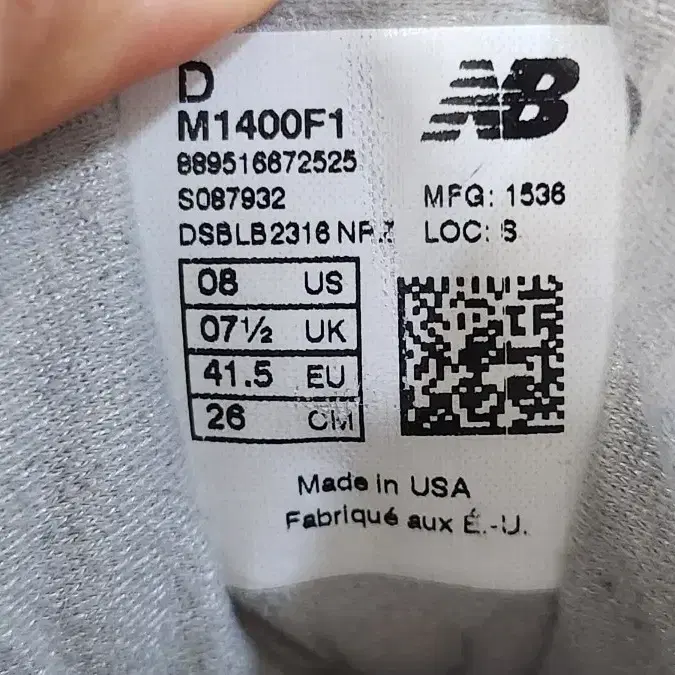 D
NB
M1400F1
889516672525
S087932
MFG: 1536
DSBLB2316
LOC: S
08 US
07½ UK
41.5 EU
26 CM
Made in USA
Fabriqué aux É.-U.